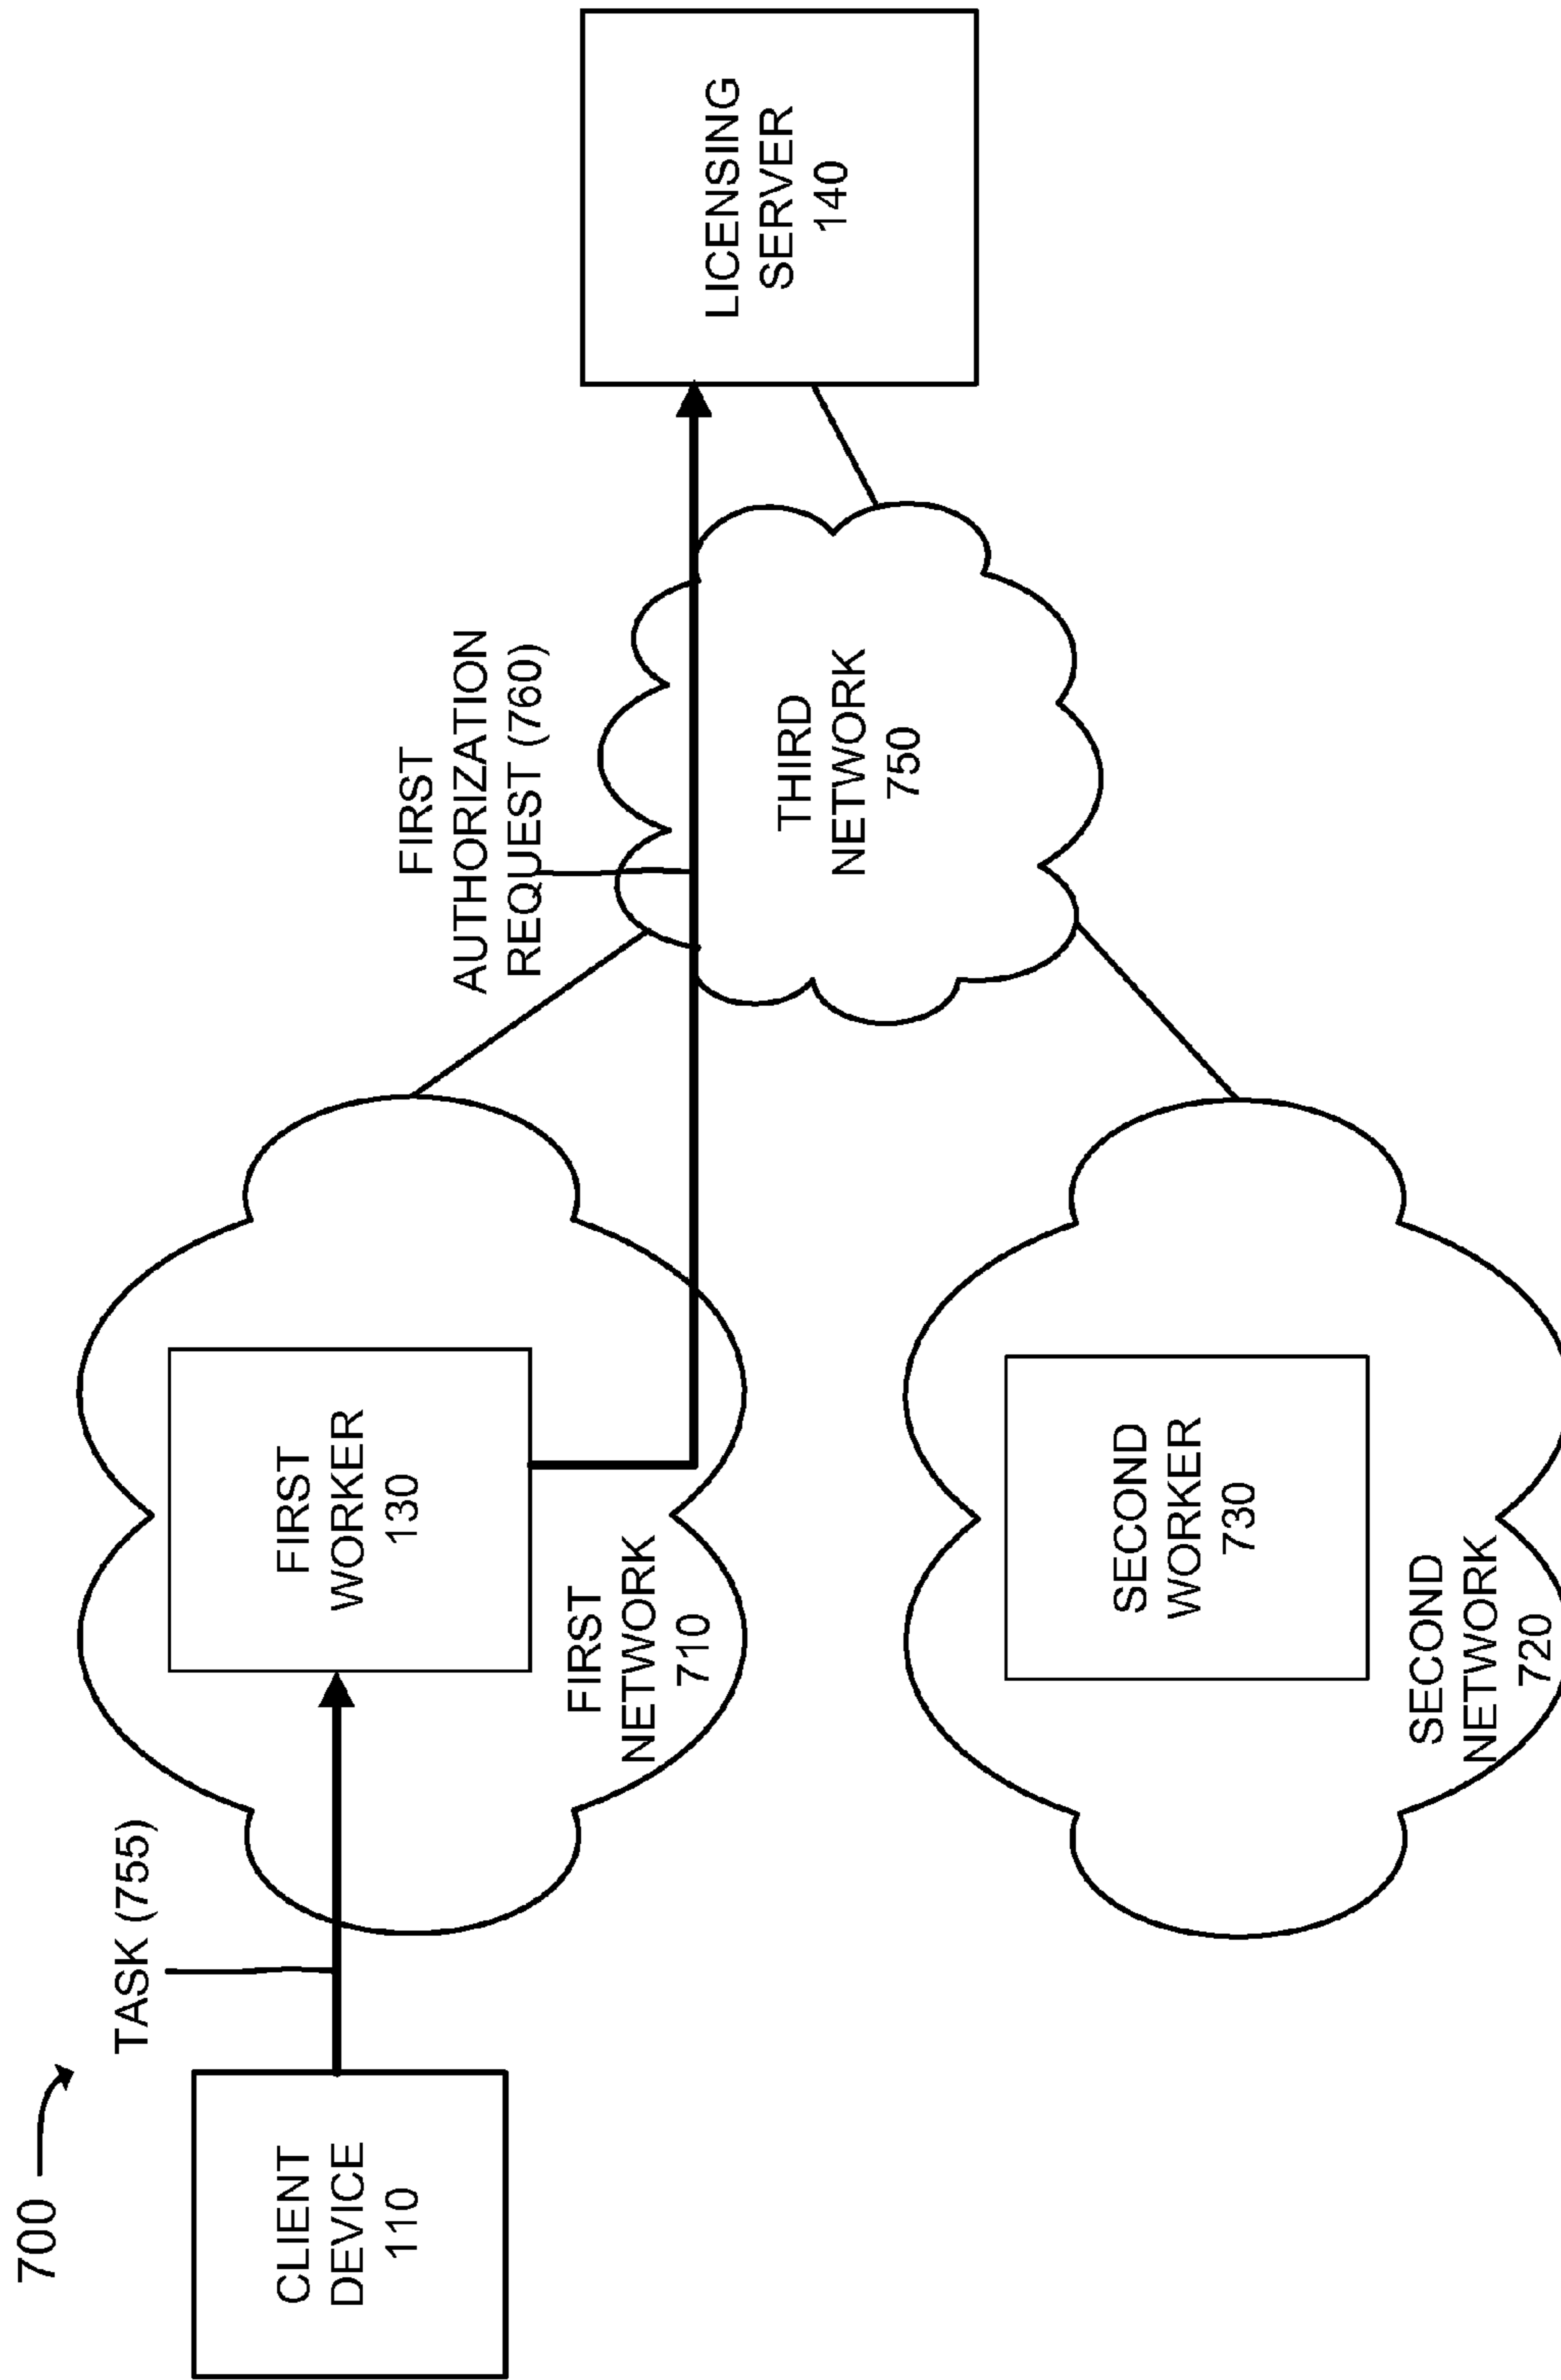 700
CLIENT
DEVICE
110
TASK (755)
FIRST
WORKER
130
FIRST
NETWORK
710
FIRST
AUTHORIZATION
REQUEST (760)
THIRD
NETWORK
750
LICENSING
SERVER
140
SECOND
WORKER
730
SECOND
NETWORK
720